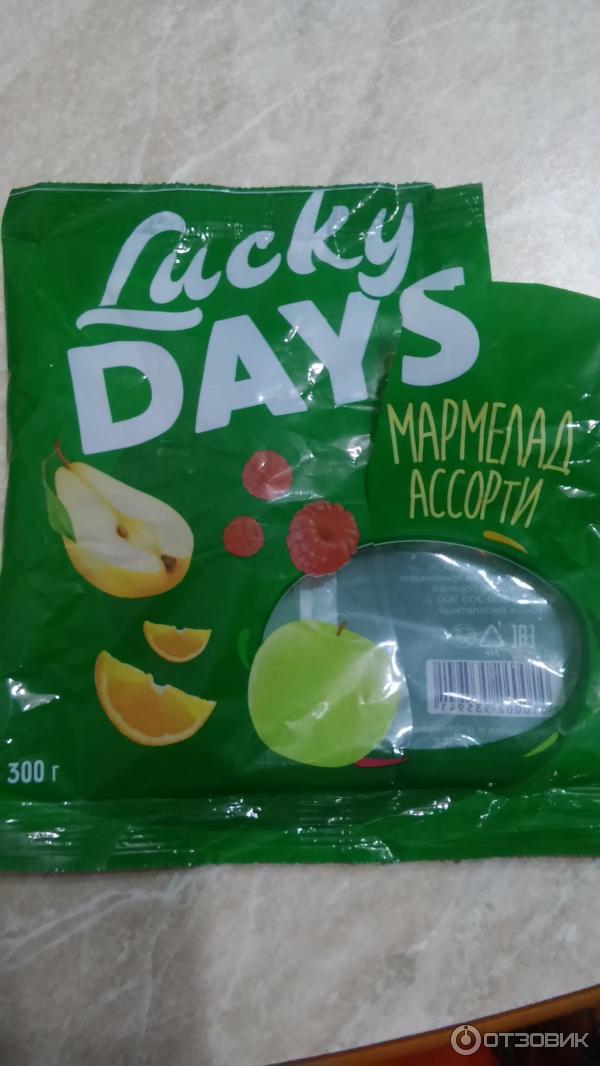 Lucky
DAYS
МАРМЕЛАД
АССОРТИ
300 г
ОТЗОВИК